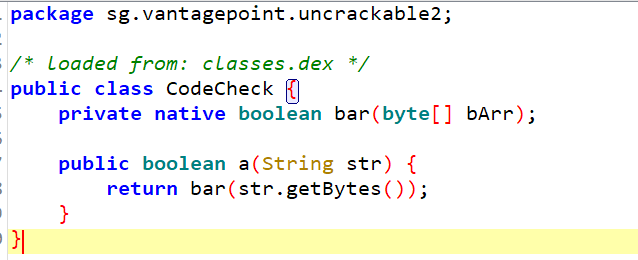 package sg.vantagepoint.uncrackable2;
/* loaded from: classes.dex */
public class CodeCheck {
    private native boolean bar(byte[] bArr);
    public boolean a(String str) {
        return bar(str.getBytes());
    }
}